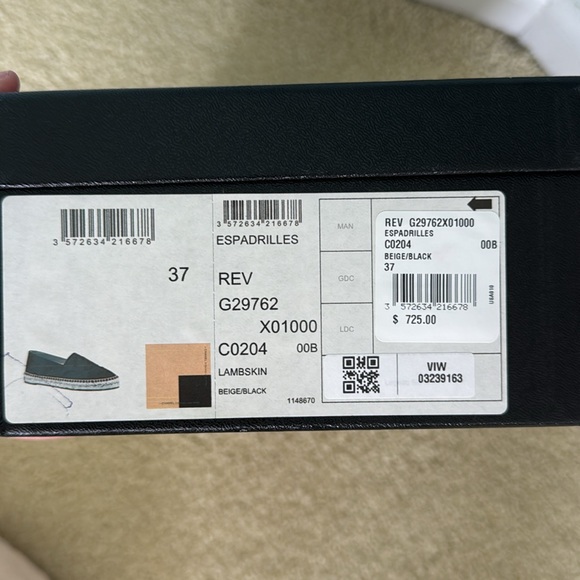 3 572634 216678
37
3 572634 216678
ESPADRILLES
REV
G29762
X01000
C0204 00B
LAMBSKIN
BEIGE/BLACK
1148670
MAN
GDC
LDC
REV G29762X01000
ESPADRILLES
C0204 00B
BEIGE/BLACK
37
3 572634 216678
$ 725.00
USA618
VIW
03239163